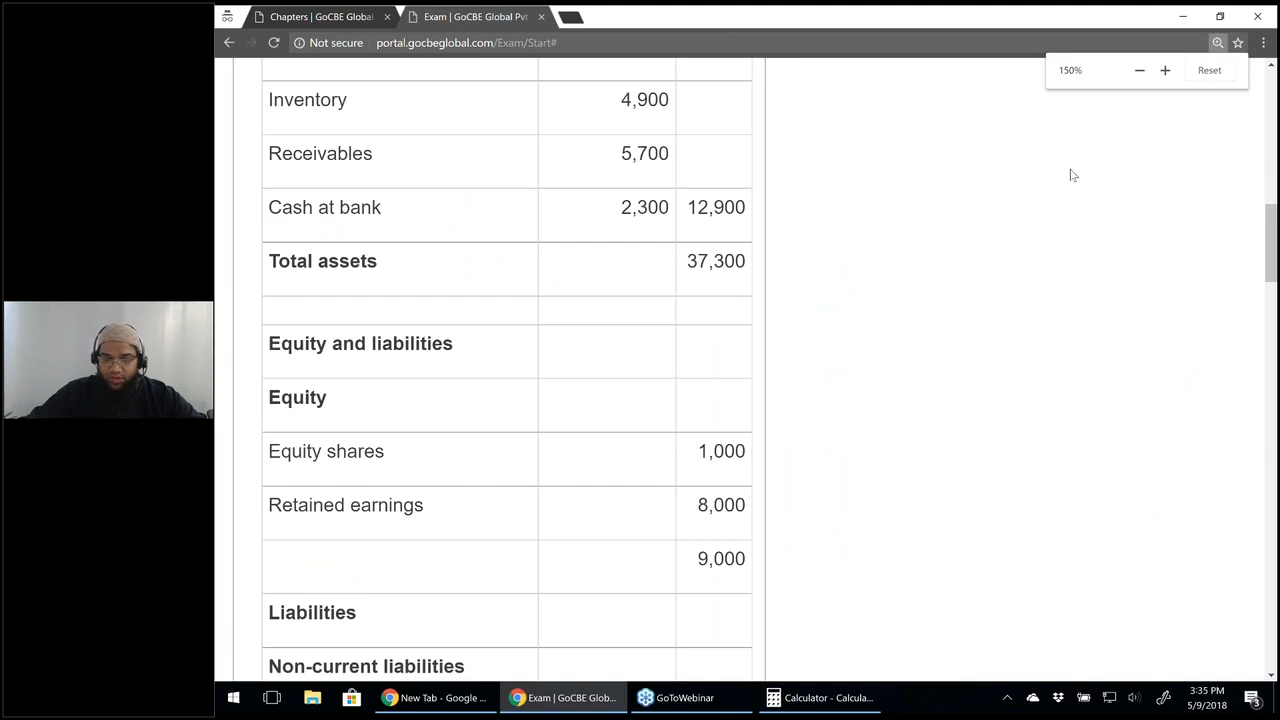 Chapters | GoCBE Global
Exam | GoCBE Global Pvt
Not secure
portal.gocbeglobal.com/Exam/Start#
150%
Reset
Inventory 4,900
Receivables 5,700
Cash at bank 2,300 12,900
Total assets 37,300
Equity and liabilities
Equity
Equity shares 1,000
Retained earnings 8,000
9,000
Liabilities
Non-current liabilities
New Tab - Google ...
Exam | GoCBE Glob...
GoToWebinar
Calculator - Calcula...
3:35 PM
5/9/2018
3